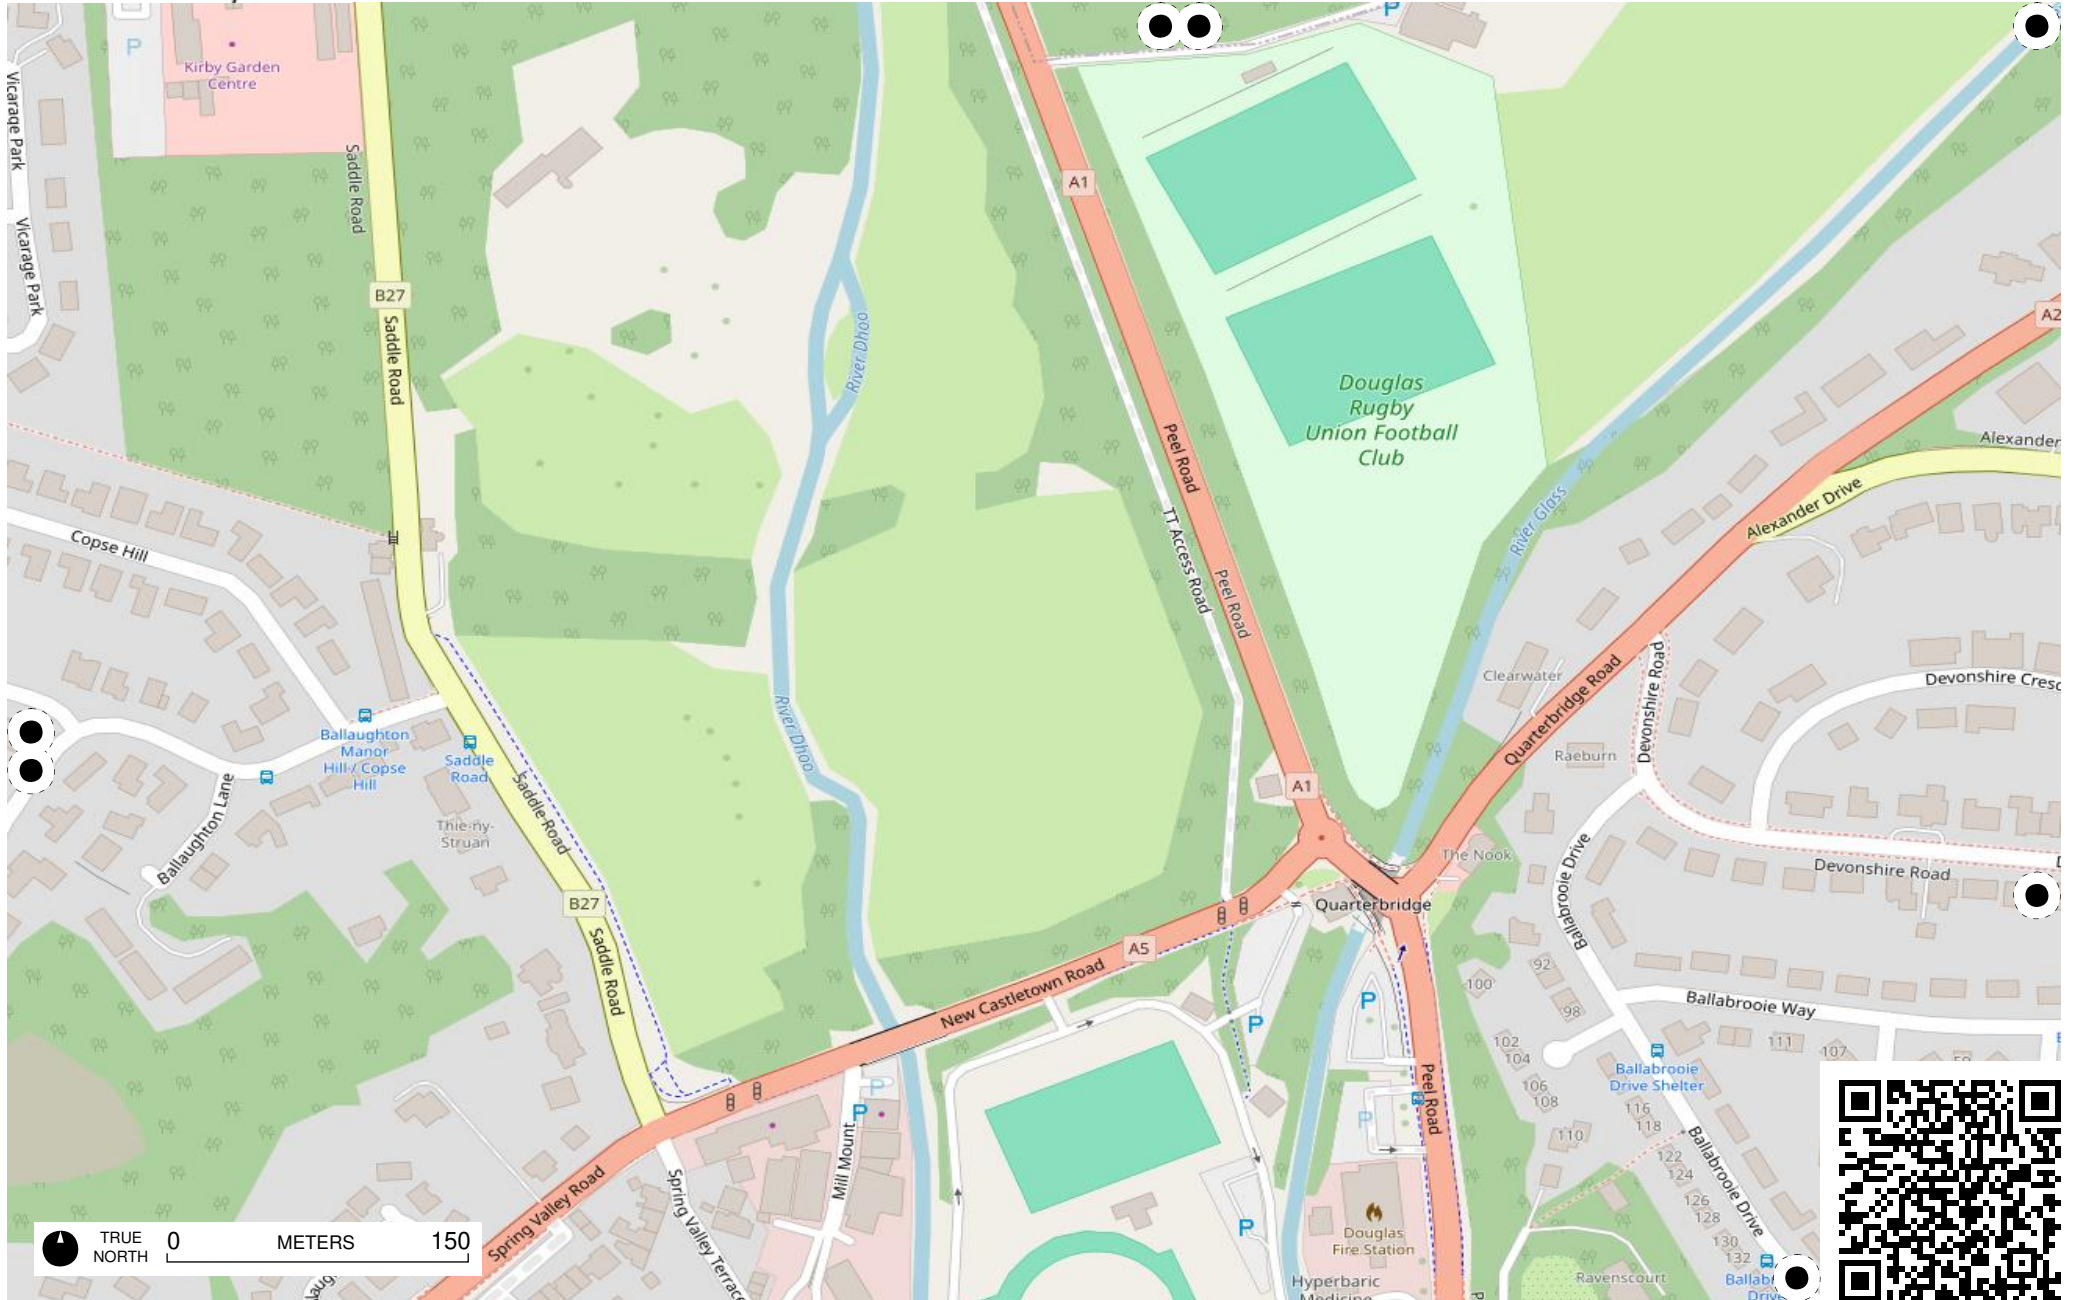 P
P
Kirby Garden
Centre
Vicarage Park
Vicarage Park
Saddle Road
B27
Saddle Road
River Dhoo
A1
Peel Road
TT Access Road
Peel Road
Douglas
Rugby
Union Football
Club
River Glass
A2
Alexander
Alexander Drive
Copse Hill
Ballaughton
Manor
Hill / Copse
Hill
Saddle
Road
Saddle Road
Ballaughton Lane
Thie-ny-
Struan
River Dhoo
A1
Clearwater
Quarterbridge Road
Raeburn
Devonshire Road
Devonshire Cresc
The Nook
Devonshire Road
D
B27
Saddle Road
A5
New Castletown Road
Quarterbridge
Ballabrooie Drive
92
98
100
102
104
106
108
110
Ballabrooie Way
111
107
59
Ballabrooie
Drive Shelter
116
118
122
124
126
128
130
132
Ballabrooie Drive
Ballab
Drive
P
P
P
P
P
P
Peel Road
Mill Mount
Spring Valley Road
Spring Valley Terrace
laug
Douglas
Fire Station
Hyperbaric
Medicine
Ravenscourt
TRUE
NORTH
0 METERS 150